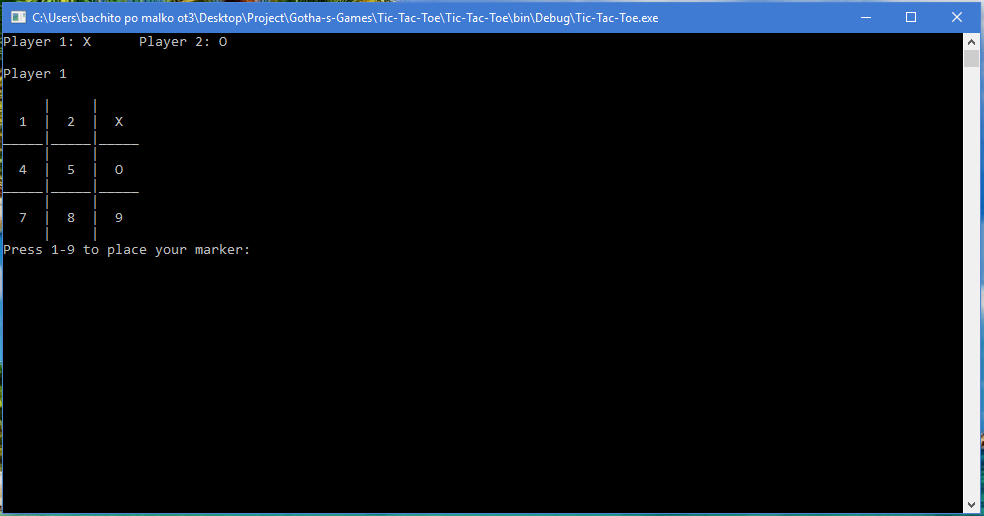 C:\Users\bachito po malko ot3\Desktop\Project\Gotha-s-Games\Tic-Tac-Toe\Tic-Tac-Toe\bin\Debug\Tic-Tac-Toe.exe
Player 1: X      Player 2: O
Player 1
     |     |
  1  |  2  |  X
_____|_____|_____
     |     |
  4  |  5  |  O
_____|_____|_____
     |     |
  7  |  8  |  9
     |     |
Press 1-9 to place your marker: